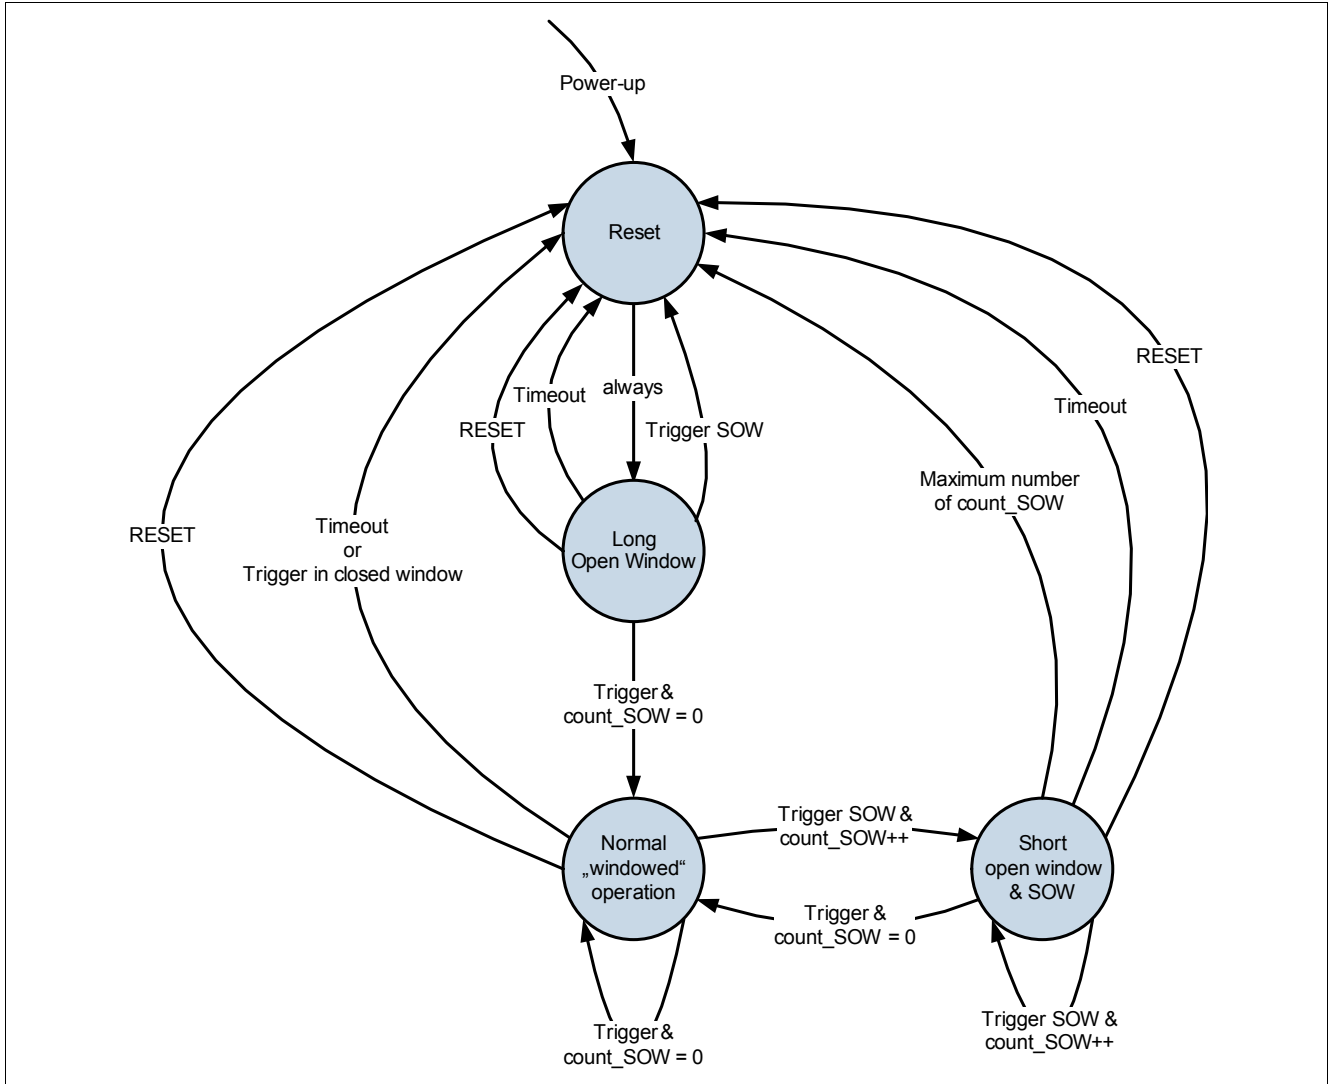 Power-up
Reset
RESET
Timeout
always
Timeout
RESET
Trigger SOW
Maximum number
of count_SOW
RESET
Timeout
or
Trigger in closed window
Long
Open Window
Trigger &
count_SOW = 0
Trigger SOW &
count_SOW++
Normal
„windowed“
operation
Short
open window
& SOW
Trigger &
count_SOW = 0
Trigger &
count_SOW = 0
Trigger SOW &
count_SOW++